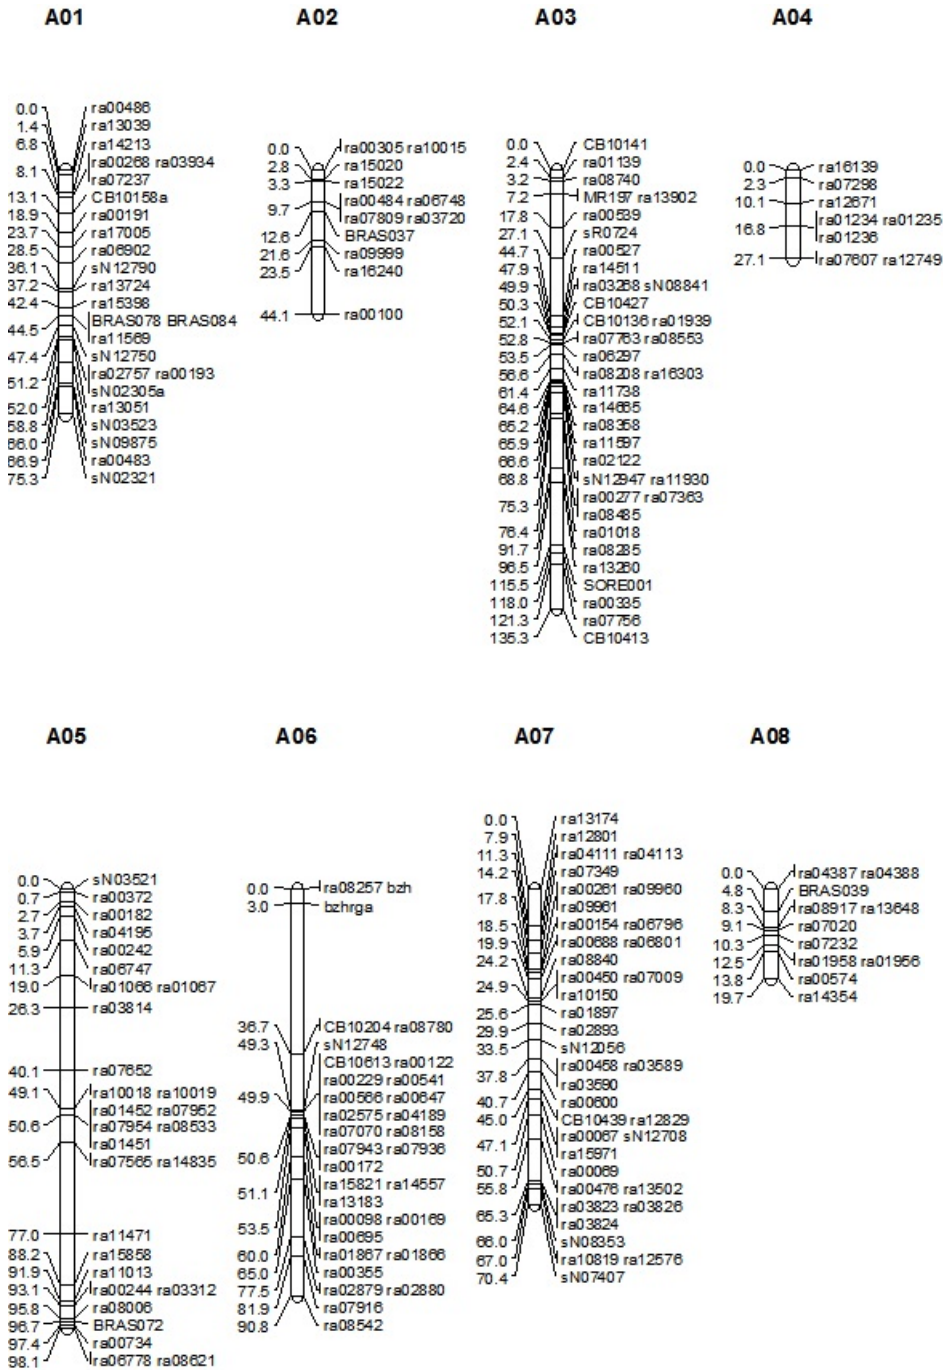 A01
0.0 ra00486
1.4 ra13039
6.8 ra14213
8.1 ra00268 ra03934
ra07237
13.1 CB10158a
18.9 ra00191
23.7 ra17005
28.5 ra06902
36.1 sN12790
37.2 ra13724
42.4 ra15398
44.5 BRAS078 BRAS084
ra11569
47.4 sN12750
51.2 ra02757 ra00193
sN02305a
52.0 ra13051
58.8 sN03523
66.0 sN09875
66.9 ra00483
75.3 sN02321
A02
0.0 ra00305 ra10015
2.8 ra15020
3.3 ra15022
9.7 ra00484 ra06748
ra07809 ra03720
12.6 BRAS037
21.6 ra09999
23.5 ra16240
44.1 ra00100
A03
0.0 CB10141
2.4 ra01139
3.2 ra08740
7.2 MR197 ra13902
17.8 ra00539
27.1 sR0724
44.7 ra00527
47.9 ra14511
49.9 ra03268 sN08841
50.3 CB10427
52.1 CB10136 ra01939
52.8 ra07763 ra08553
53.5 ra06297
56.6 ra08208 ra16303
61.4 ra11738
64.6 ra14665
65.2 ra08358
65.9 ra11597
66.6 ra02122
68.8 sN12947 ra11930
75.3 ra00277 ra07363
ra08485
76.4 ra01018
91.7 ra08285
96.5 ra13260
115.5 SORE001
118.0 ra00335
121.3 ra07756
135.3 CB10413
A04
0.0 ra16139
2.3 ra07298
10.1 ra12671
16.8 ra01234 ra01235
ra01236
27.1 ra07607 ra12749
A05
0.0 sN03521
0.7 ra00372
2.7 ra00182
3.7 ra04195
5.9 ra00242
11.3 ra06747
19.0 ra01066 ra01067
26.3 ra03814
40.1 ra07652
49.1 ra10018 ra10019
50.6 ra01452 ra07952
ra07954 ra08533
ra01451
56.5 ra07565 ra14835
77.0 ra11471
88.2 ra15858
91.9 ra11013
93.1 ra00244 ra03312
95.8 ra08006
96.7 BRAS072
97.4 ra00734
98.1 ra06778 ra08621
A06
0.0 ra08257 bzh
3.0 bzhrga
36.7 CB10204 ra08780
49.3 sN12748
49.9 CB10613 ra00122
ra00229 ra00541
ra00566 ra00647
ra02575 ra04189
ra07070 ra08158
50.6 ra07943 ra07936
ra00172
51.1 ra15821 ra14557
ra13183
53.5 ra00098 ra00169
ra00695
60.0 ra01867 ra01866
65.0 ra00355
77.5 ra02879 ra02880
81.9 ra07916
90.8 ra08542
A07
0.0 ra13174
7.9 ra12801
11.3 ra04111 ra04113
14.2 ra07349
17.8 ra00261 ra09960
ra09961
18.5 ra00154 ra06796
19.9 ra00688 ra06801
24.2 ra08840
24.9 ra00450 ra07009
ra10150
25.6 ra01897
29.9 ra02893
33.5 sN12056
37.8 ra00458 ra03589
ra03590
40.7 ra00600
45.0 CB10439 ra12829
47.1 ra00067 sN12708
ra15971
50.7 ra00069
55.8 ra00476 ra13502
65.3 ra03823 ra03826
ra03824
66.0 sN08353
67.0 ra10819 ra12576
70.4 sN07407
A08
0.0 ra04387 ra04388
4.8 BRAS039
8.3 ra08917 ra13648
9.1 ra07020
10.3 ra07232
12.5 ra01958 ra01956
13.8 ra00574
19.7 ra14354